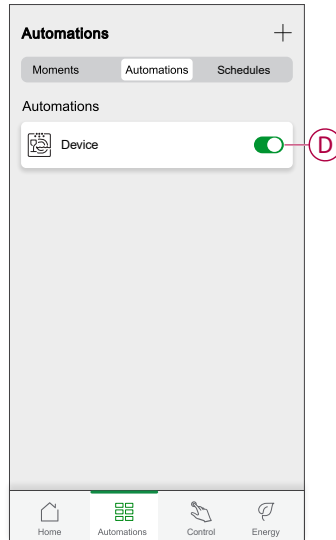 Automations
Moments Automations Schedules
Automations
Device
D
Home Automations Control Energy